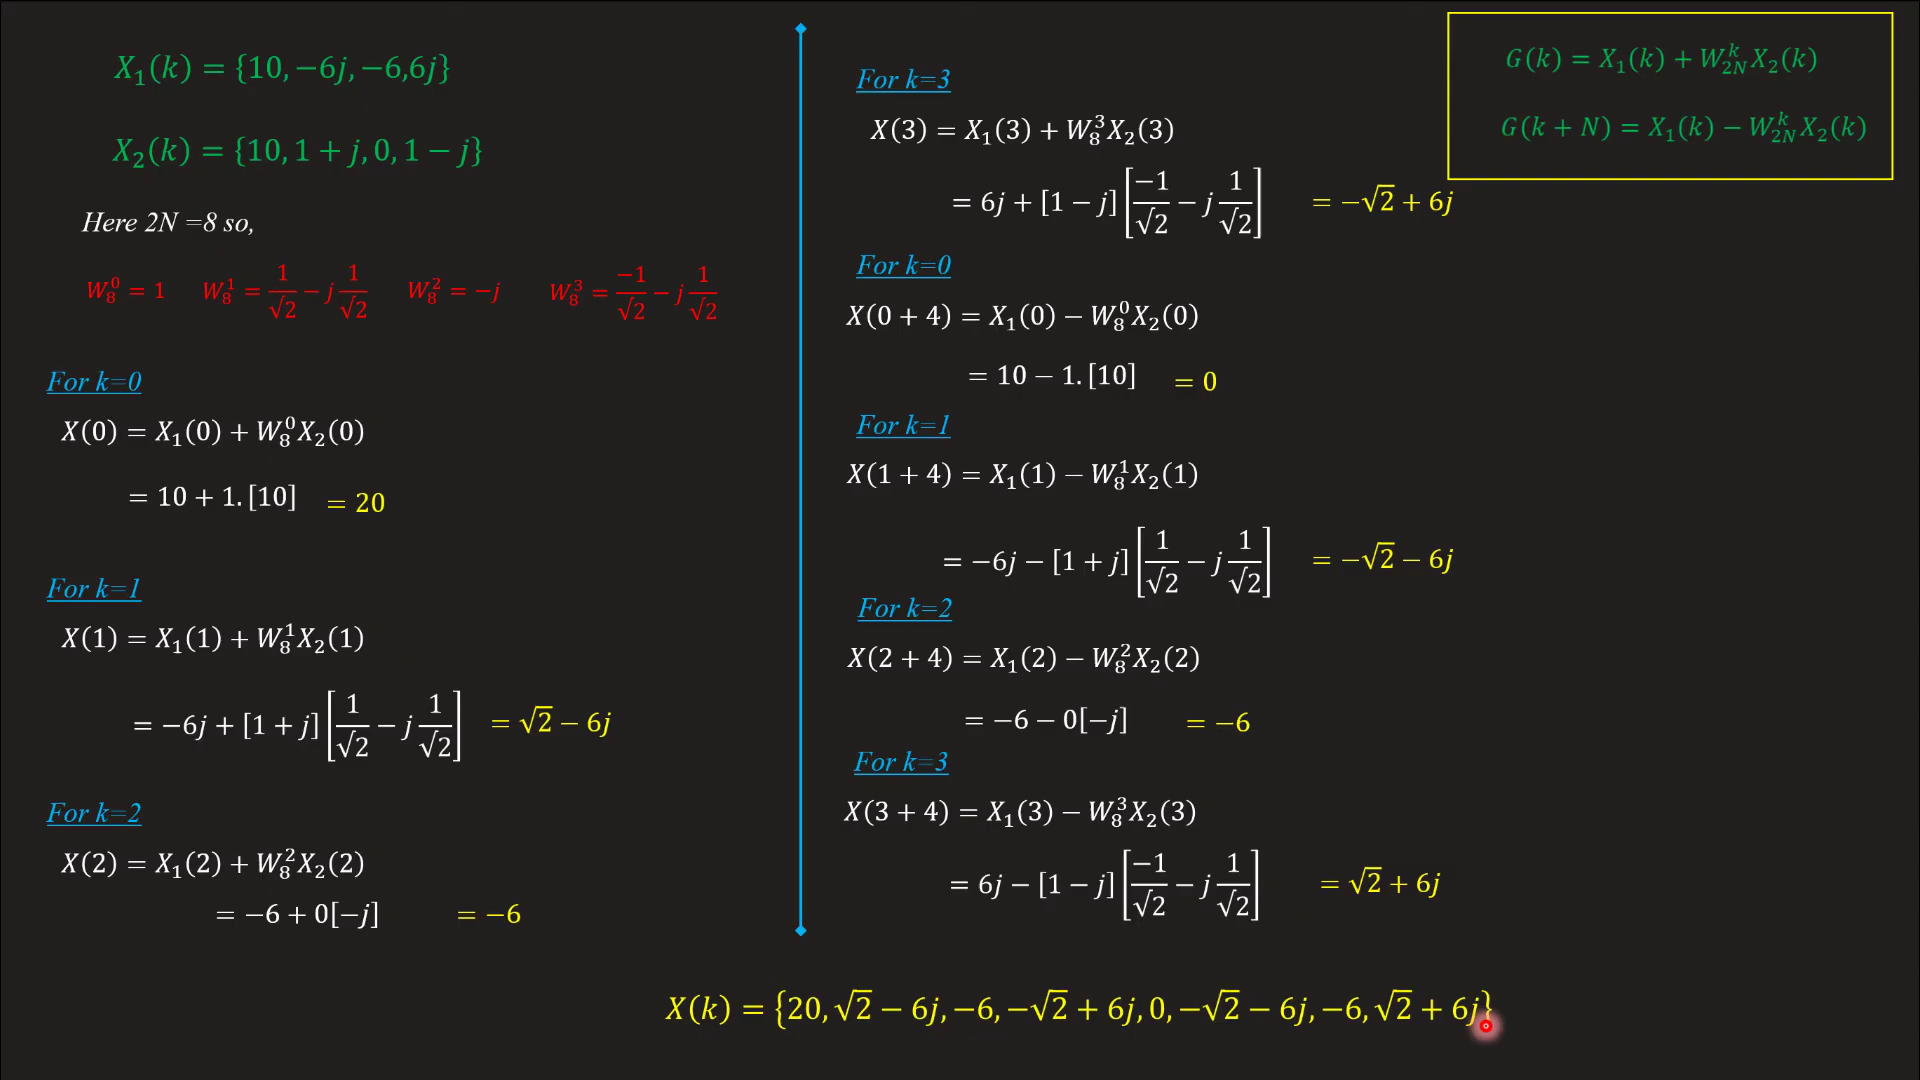 X₁(k) = {10, −6j, −6,6j}
X₂(k) = {10, 1 + j, 0, 1 − j}
Here 2N =8 so,
W₈⁰ = 1 W₈¹ = 1/√2 − j 1/√2 W₈² = −j W₈³ = −1/√2 − j 1/√2
For k=0
X(0) = X₁(0) + W₈⁰X₂(0)
= 10 + 1. [10] = 20
For k=1
X(1) = X₁(1) + W₈¹X₂(1)
= −6j + [1 + j] [1/√2 − j 1/√2] = √2 − 6j
For k=2
X(2) = X₁(2) + W₈²X₂(2)
= −6 + 0[−j] = −6
For k=3
X(3) = X₁(3) + W₈³X₂(3)
= 6j + [1 − j] [−1/√2 − j 1/√2] = −√2 + 6j
For k=0
X(0 + 4) = X₁(0) − W₈⁰X₂(0)
= 10 − 1. [10] = 0
For k=1
X(1 + 4) = X₁(1) − W₈¹X₂(1)
= −6j − [1 + j] [1/√2 − j 1/√2] = −√2 − 6j
For k=2
X(2 + 4) = X₁(2) − W₈²X₂(2)
= −6 − 0[−j] = −6
For k=3
X(3 + 4) = X₁(3) − W₈³X₂(3)
= 6j − [1 − j] [−1/√2 − j 1/√2] = √2 + 6j
G(k) = X₁(k) + W_{2N}^k X₂(k)
G(k + N) = X₁(k) − W_{2N}^k X₂(k)
X(k) = {20, √2 − 6j, −6, −√2 + 6j, 0, −√2 − 6j, −6, √2 + 6j}